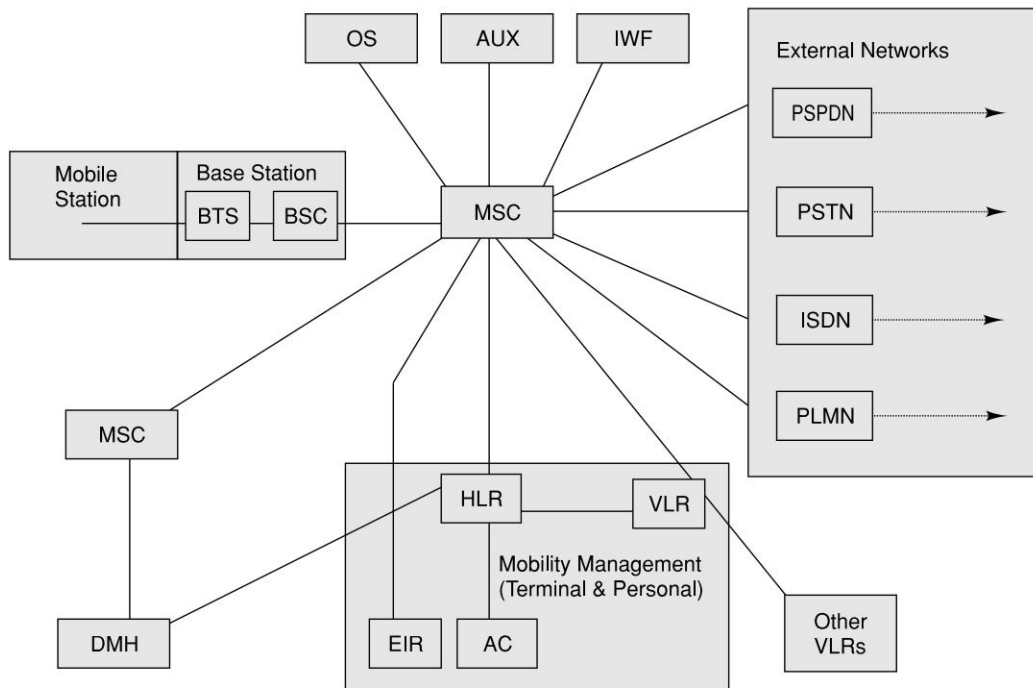 OS
AUX
IWF
External Networks
PSPDN
Mobile
Station
Base Station
BTS
BSC
MSC
PSTN
ISDN
PLMN
MSC
HLR
VLR
Mobility Management
(Terminal & Personal)
DMH
EIR
AC
Other
VLRs